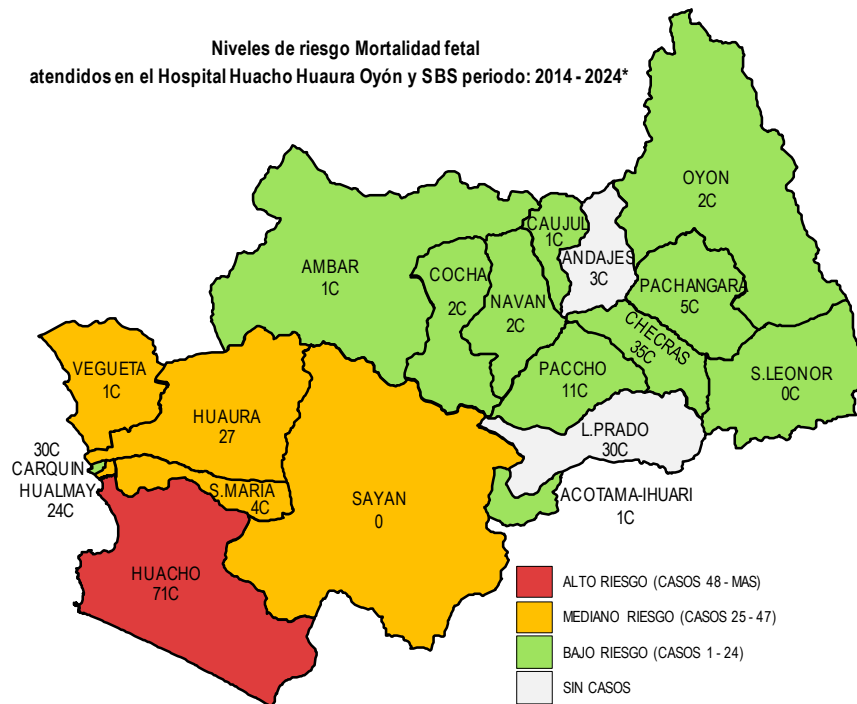 Niveles de riesgo Mortalidad fetal
atendidos en el Hospital Huacho Huaura Oyón y SBS periodo: 2014 - 2024*
OYON
2C
CAUJUL
1C
ANDAJES
3C
AMBAR
1C
COCHA
2C
NAVAN
2C
PACHANGARA
5C
CHECRAS
35C
VEGUETA
1C
PACCHO
11C
S.LEONOR
0C
HUAURA
27
L.PRADO
30C
30C
CARQUIN
HUALMAY
24C
S.MARIA
4C
SAYAN
0
ACOTAMA-IHUARI
1C
HUACHO
71C
ALTO RIESGO (CASOS 48 - MAS)
MEDIANO RIESGO (CASOS 25 - 47)
BAJO RIESGO (CASOS 1 - 24)
SIN CASOS